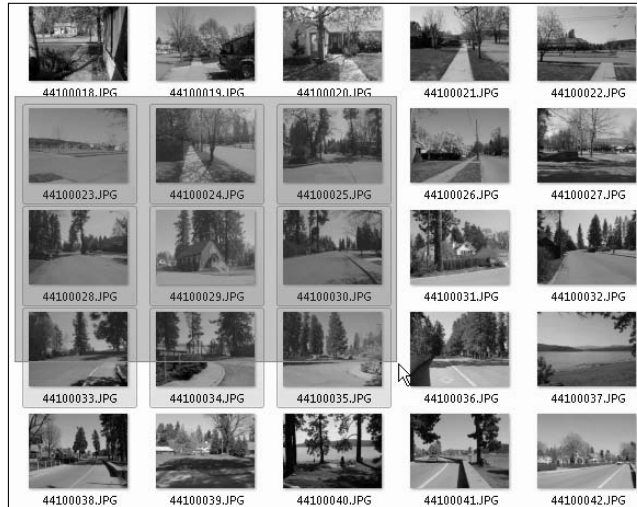 44100018.JPG 44100019.JPG 44100020.JPG 44100021.JPG 44100022.JPG
44100023.JPG 44100024.JPG 44100025.JPG 44100026.JPG 44100027.JPG
44100028.JPG 44100029.JPG 44100030.JPG 44100031.JPG 44100032.JPG
44100033.JPG 44100034.JPG 44100035.JPG 44100036.JPG 44100037.JPG
44100038.JPG 44100039.JPG 44100040.JPG 44100041.JPG 44100042.JPG